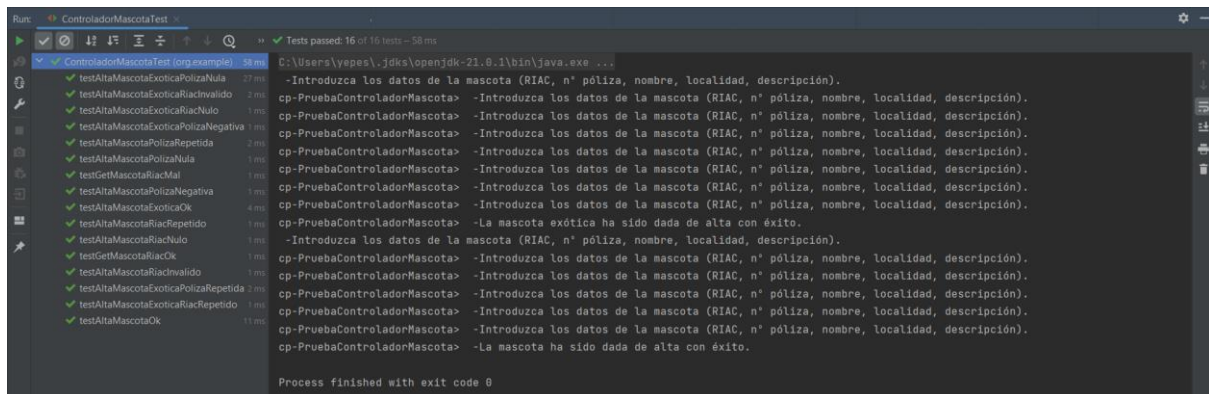 Run: ControladorMascotaTest ×
Tests passed: 16 of 16 tests – 58 ms
ControladorMascotaTest (org.example) 58 ms
testAltaMascotaExoticaPolizaNula 27 ms
testAltaMascotaExoticaRiacInvalido 2 ms
testAltaMascotaExoticaRiacNulo 1 ms
testAltaMascotaExoticaPolizaNegativa 1 ms
testAltaMascotaPolizaRepetida 2 ms
testAltaMascotaPolizaNula 1 ms
testGetMascotaRiacMal 1 ms
testAltaMascotaPolizaNegativa 1 ms
testAltaMascotaExoticaOk 4 ms
testAltaMascotaRiacRepetido 1 ms
testAltaMascotaRiacNulo 1 ms
testGetMascotaRiacOk 1 ms
testAltaMascotaRiacInvalido 1 ms
testAltaMascotaExoticaPolizaRepetida 2 ms
testAltaMascotaExoticaRiacRepetido 1 ms
testAltaMascotaOk 11 ms
C:\Users\yepes\.jdks\openjdk-21.0.1\bin\java.exe ...
-Introduzca los datos de la mascota (RIAC, n° póliza, nombre, localidad, descripción).
cp-PruebaControladorMascota> -Introduzca los datos de la mascota (RIAC, n° póliza, nombre, localidad, descripción).
cp-PruebaControladorMascota> -Introduzca los datos de la mascota (RIAC, n° póliza, nombre, localidad, descripción).
cp-PruebaControladorMascota> -Introduzca los datos de la mascota (RIAC, n° póliza, nombre, localidad, descripción).
cp-PruebaControladorMascota> -Introduzca los datos de la mascota (RIAC, n° póliza, nombre, localidad, descripción).
cp-PruebaControladorMascota> -Introduzca los datos de la mascota (RIAC, n° póliza, nombre, localidad, descripción).
cp-PruebaControladorMascota> -Introduzca los datos de la mascota (RIAC, n° póliza, nombre, localidad, descripción).
cp-PruebaControladorMascota> -Introduzca los datos de la mascota (RIAC, n° póliza, nombre, localidad, descripción).
cp-PruebaControladorMascota> -La mascota exótica ha sido dada de alta con éxito.
-Introduzca los datos de la mascota (RIAC, n° póliza, nombre, localidad, descripción).
cp-PruebaControladorMascota> -Introduzca los datos de la mascota (RIAC, n° póliza, nombre, localidad, descripción).
cp-PruebaControladorMascota> -Introduzca los datos de la mascota (RIAC, n° póliza, nombre, localidad, descripción).
cp-PruebaControladorMascota> -Introduzca los datos de la mascota (RIAC, n° póliza, nombre, localidad, descripción).
cp-PruebaControladorMascota> -Introduzca los datos de la mascota (RIAC, n° póliza, nombre, localidad, descripción).
cp-PruebaControladorMascota> -Introduzca los datos de la mascota (RIAC, n° póliza, nombre, localidad, descripción).
cp-PruebaControladorMascota> -La mascota ha sido dada de alta con éxito.
Process finished with exit code 0